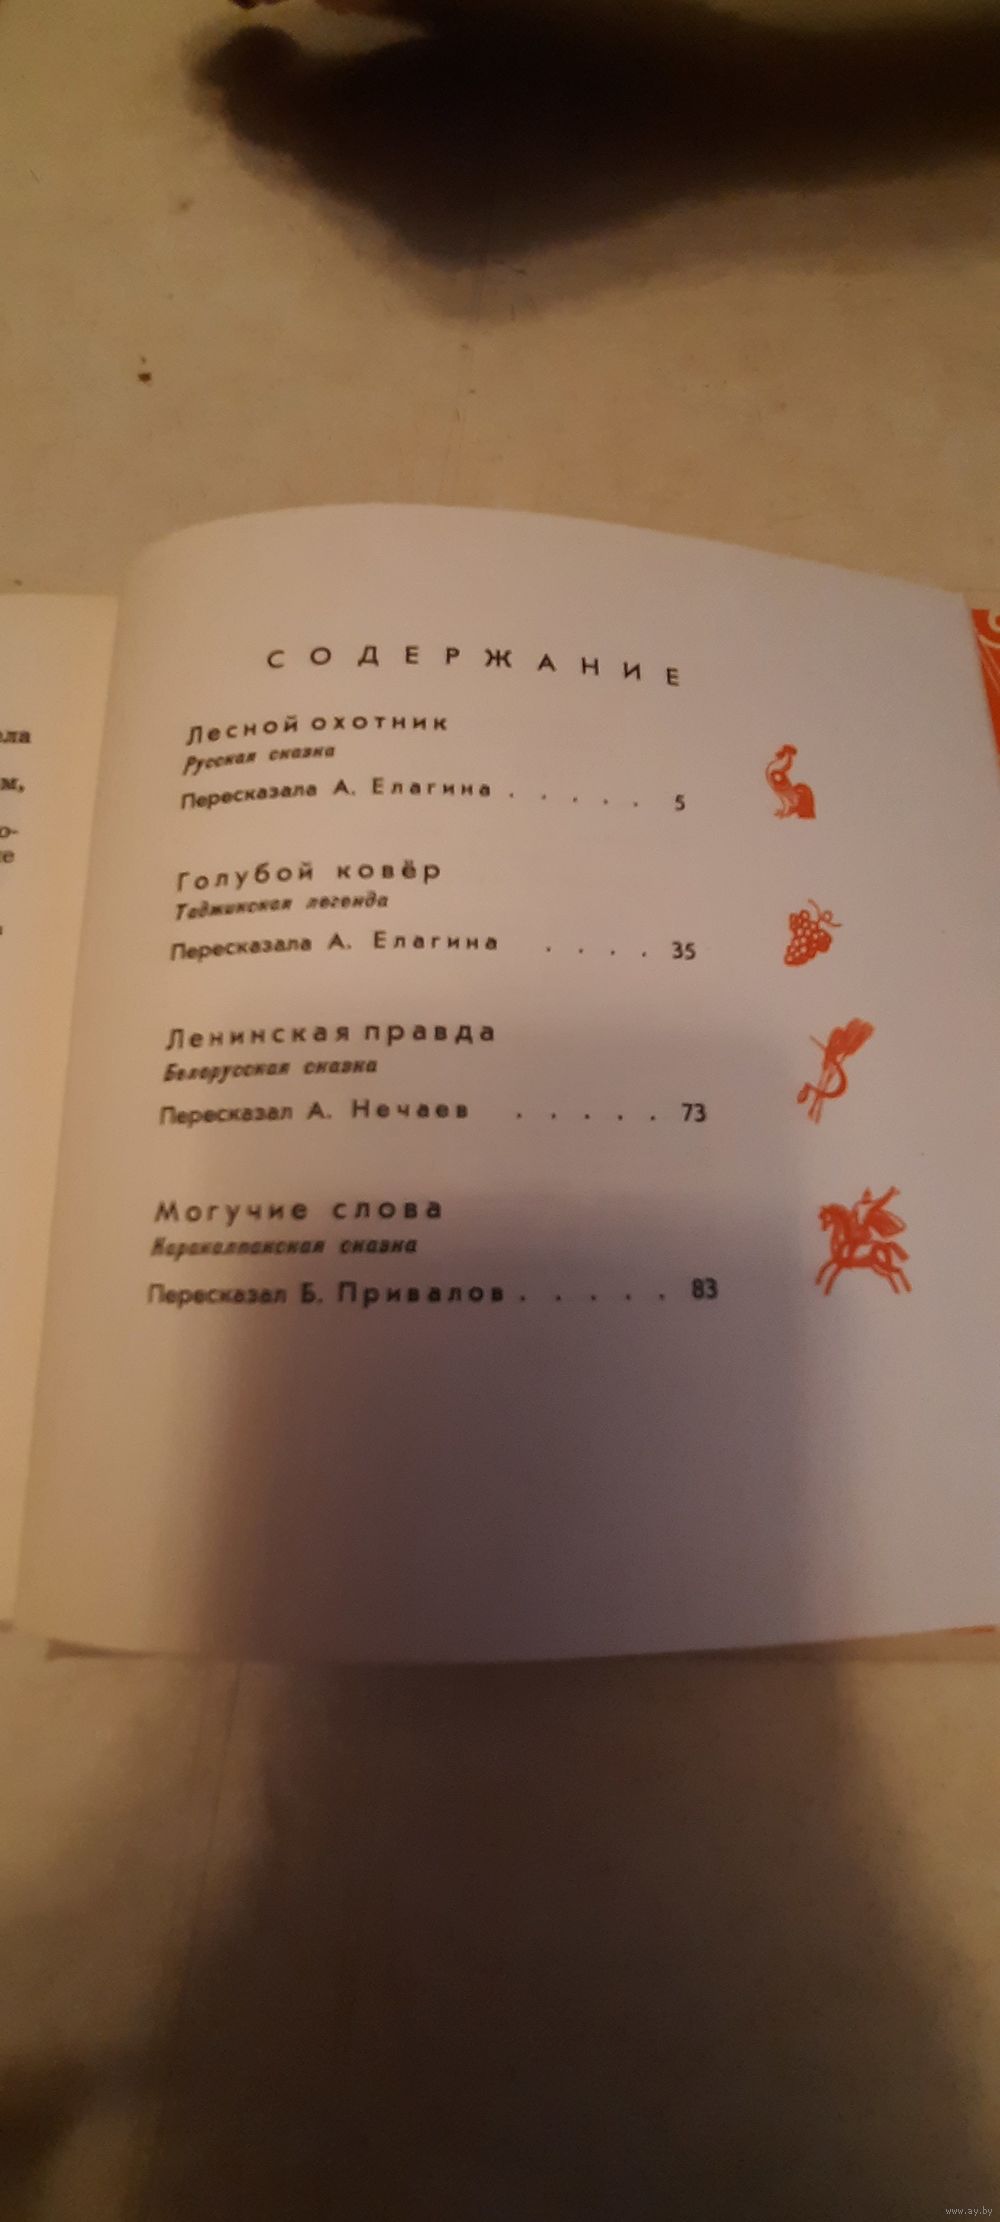 ела
м,
о-
е
СОДЕРЖАНИЕ
Лесной охотник
Русская сказка
Пересказала А. Елагина . . . . . 5
Голубой ковёр
Таджикская легенда
Пересказала А. Елагина . . . . 35
Ленинская правда
Белорусская сказка
Пересказал А. Нечаев . . . . . 73
Могучие слова
Каракалпакская сказка
Пересказал Б. Привалов . . . . . 83
www.ay.by